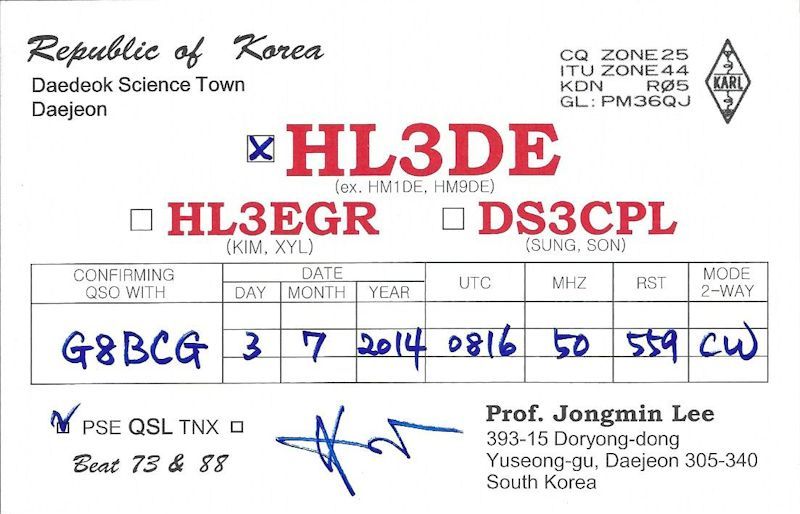 Republic of Korea
Daedeok Science Town
Daejeon
CQ ZONE 25
ITU ZONE 44
KDN RØ5
GL: PM36QJ
KARL
HL3DE
(ex. HM1DE, HM9DE)
HL3EGR
(KIM, XYL)
DS3CPL
(SUNG, SON)
CONFIRMING QSO WITH
DATE
DAY MONTH YEAR
UTC MHZ RST
MODE 2-WAY
G8BCG 3 7 2014 0816 50 559 CW
PSE QSL TNX
Beat 73 & 88
Prof. Jongmin Lee
393-15 Doryong-dong
Yuseong-gu, Daejeon 305-340
South Korea